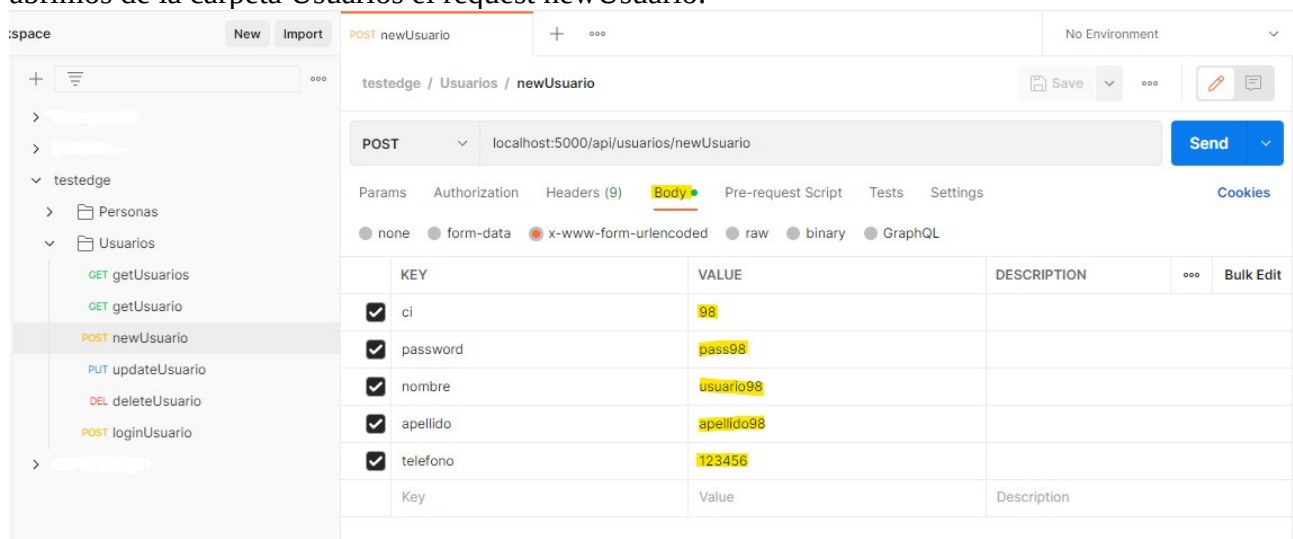 abrimos de la carpeta Usuarios el request newUsuario.
space New Import POST newUsuario No Environment
testedge / Usuarios / newUsuario Save
POST localhost:5000/api/usuarios/newUsuario Send
testedge
Params Authorization Headers (9) Body Pre-request Script Tests Settings Cookies
Personas
none form-data x-www-form-urlencoded raw binary GraphQL
Usuarios
KEY VALUE DESCRIPTION Bulk Edit
GET getUsuarios
GET getUsuario
ci 98
POST newUsuario
password pass98
PUT updateUsuario
nombre usuario98
DEL deleteUsuario
apellido apellido98
POST loginUsuario
telefono 123456
Key Value Description